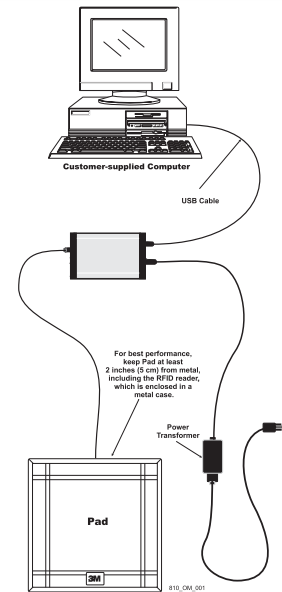 Customer-supplied Computer
USB Cable
For best performance,
keep Pad at least
2 inches (5 cm) from metal,
including the RFID reader,
which is enclosed in a
metal case.
Power
Transformer
Pad
3M
810_OM_001